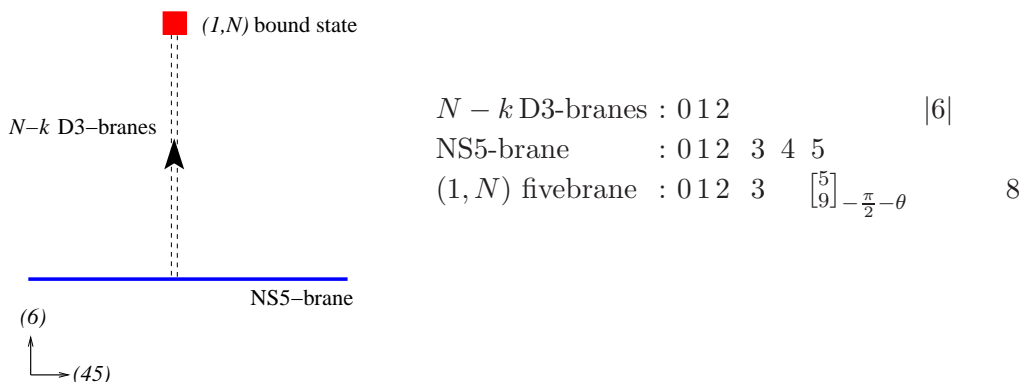 (1,N) bound state
N–k D3–branes
NS5–brane
(6)
(45)
N − k D3-branes : 0 1 2 |6|
NS5-brane : 0 1 2 3 4 5
(1, N) fivebrane : 0 1 2 3 [5 9]_{−π/2−θ} 8